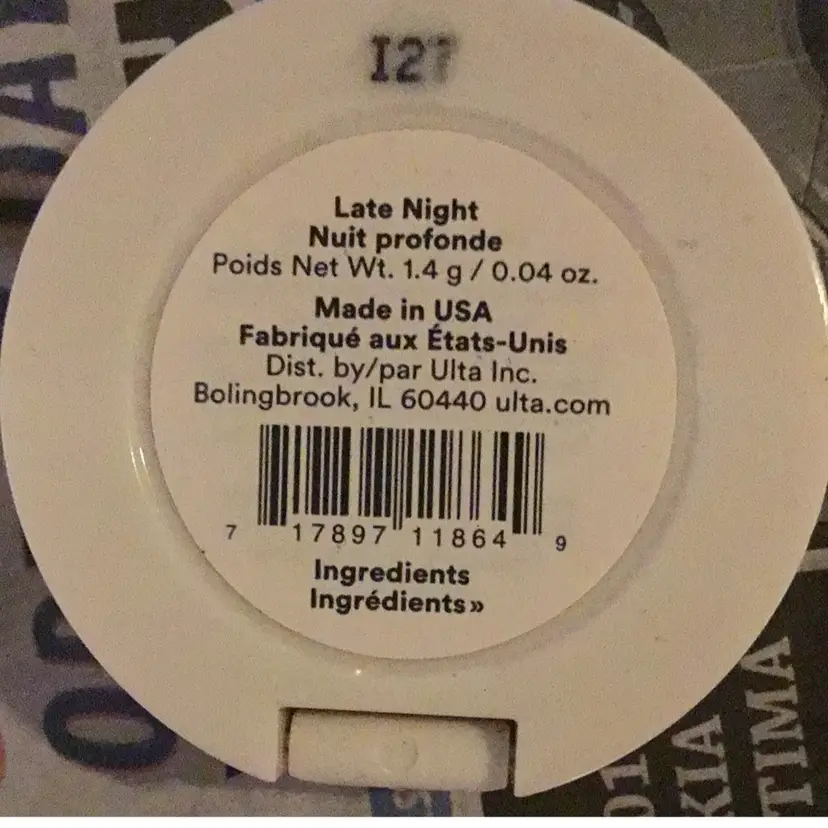 I27
Late Night
Nuit profonde
Poids Net Wt. 1.4 g / 0.04 oz.
Made in USA
Fabriqué aux États-Unis
Dist. by/par Ulta Inc.
Bolingbrook, IL 60440 ulta.com
7 17897 11864 9
Ingredients
Ingrédients»
TIMA